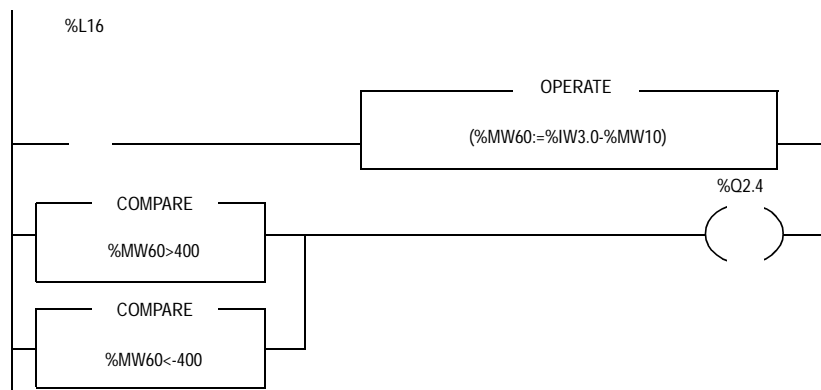 %L16
OPERATE
(%MW60:=%IW3.0-%MW10)
%Q2.4
COMPARE
%MW60>400
COMPARE
%MW60<-400